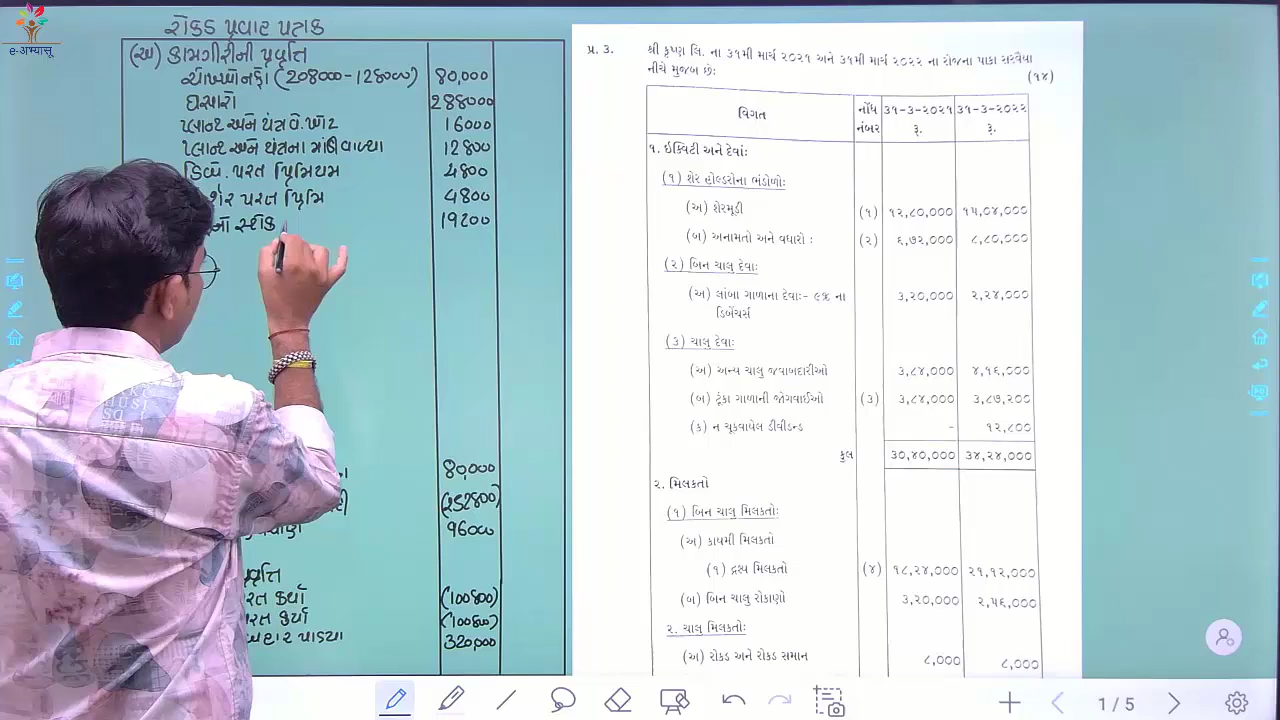 e-अभ्यासू
રોકડ પ્રવાહ પત્રક
(અ) કામગીરીની પ્રવૃત્તિ
ચોખ્ખો નફો (208000-128000) 80,000
ઘસારો 288000
પ્લાન્ટ અને યંત્ર વે. ખોટ 16000
પ્લાન્ટ અને યંત્રના માંડી વાળ્યા 12800
ડિબે. પરત પ્રિમિયમ 4800
શેર પરત પ્રિમિ 4800
નો સ્ટોક 19200
80,000
(252800)
96000
રત કર્યા (100800)
રત કર્યા (100800)
બહાર પાડયા 320,000
પ્ર. 3. શ્રી કૃષ્ણ લિ. ના ૩૧મી માર્ચ ૨૦૨૧ અને ૩૧મી માર્ચ ૨૦૨૨ ના રોજના પાકા સરવૈયા
નીચે મુજબ છે: (૧૪)
વિગત નોંધ નંબર ૩૧-૩-૨૦૨૧ રૂ. ૩૧-૩-૨૦૨૨ રૂ.
૧. ઇક્વિટી અને દેવાં:
(૧) શેર હોલ્ડરોના ભંડોળો:
(અ) શેરમૂડી (૧) ૧૨,૮૦,૦૦૦ ૧૫,૦૪,૦૦૦
(બ) અનામતો અને વધારો : (૨) ૬,૭૨,૦૦૦ ૮,૮૦,૦૦૦
(૨) બિન ચાલુ દેવા:
(અ) લાંબા ગાળાના દેવા:- ૯% ના ૩,૨૦,૦૦૦ ૨,૨૪,૦૦૦
ડિબેંચર્સ
(૩) ચાલુ દેવા:
(અ) અન્ય ચાલુ જવાબદારીઓ ૩,૮૪,૦૦૦ ૪,૧૬,૦૦૦
(બ) ટૂંકા ગાળાની જોગવાઈઓ (૩) ૩,૮૪,૦૦૦ ૩,૮૭,૨૦૦
(ક) ન ચૂકવાયેલ ડીવીડન્ડ - ૧૨,૮૦૦
કુલ ૩૦,૪૦,૦૦૦ ૩૪,૨૪,૦૦૦
૨. મિલકતો
(૧) બિન ચાલુ મિલકતો:
(અ) કાયમી મિલકતો
(૧) દ્રશ્ય મિલકતો (૪) ૧૮,૨૪,૦૦૦ ૨૧,૧૨,૦૦૦
(બ) બિન ચાલુ રોકાણો ૩,૨૦,૦૦૦ ૨,૫૬,૦૦૦
૨. ચાલુ મિલકતો:
(અ) રોકડ અને રોકડ સમાન ૮,૦૦૦ ૮,૦૦૦
1 / 5